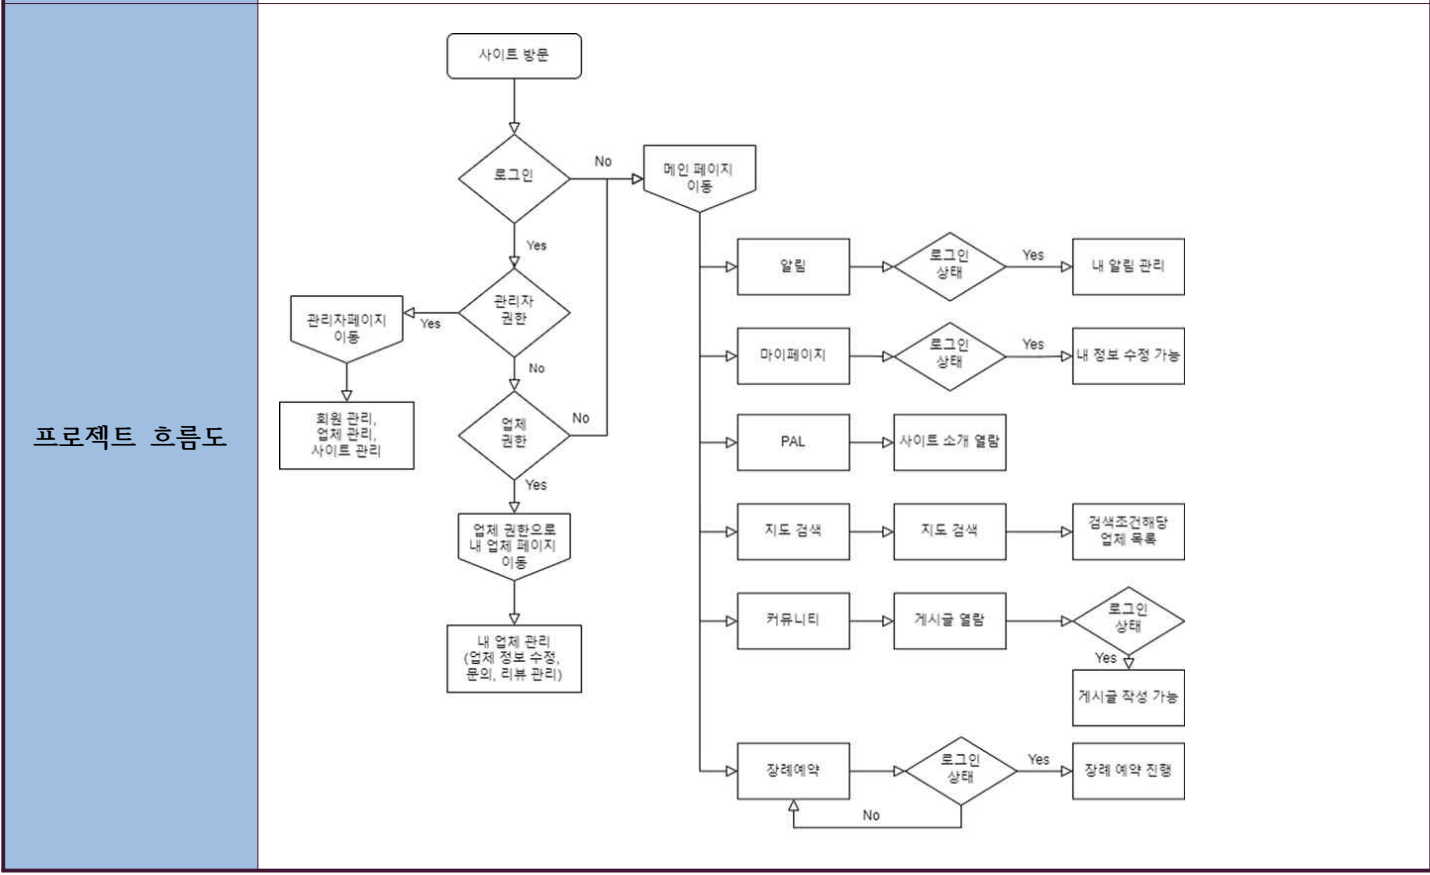 프로젝트 흐름도
사이트 방문
로그인
No
메인 페이지
이동
Yes
관리자
권한
Yes
관리자페이지
이동
회원 관리,
업체 관리,
사이트 관리
No
업체
권한
No
Yes
업체 권한으로
내 업체 페이지
이동
내 업체 관리
(업체 정보 수정,
문의, 리뷰 관리)
알림
로그인
상태
Yes
내 알림 관리
마이페이지
로그인
상태
Yes
내 정보 수정 가능
PAL
사이트 소개 열람
지도 검색
지도 검색
검색조건해당
업체 목록
커뮤니티
게시글 열람
로그인
상태
Yes
게시글 작성 가능
장례예약
로그인
상태
Yes
장례 예약 진행
No